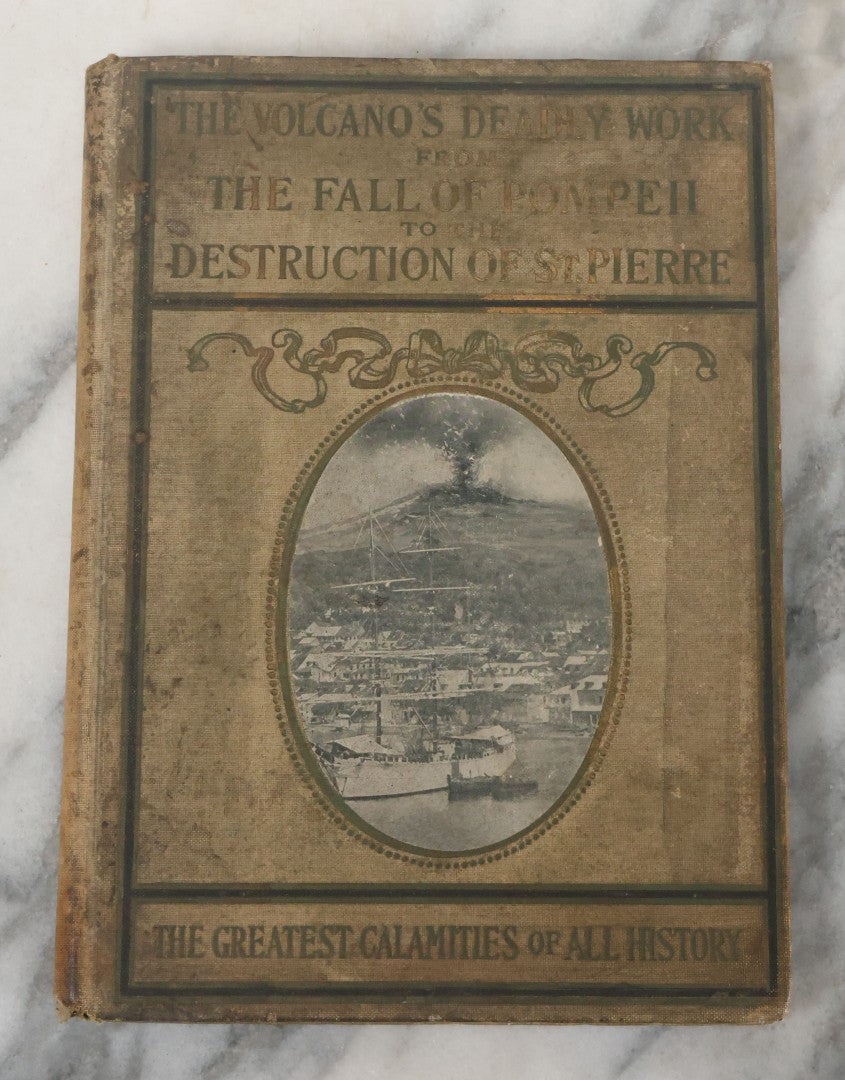 THE VOLCANO'S DEADLY WORK
FROM
THE FALL OF POMPEII
TO THE
DESTRUCTION OF ST. PIERRE
THE GREATEST CALAMITIES OF ALL HISTORY